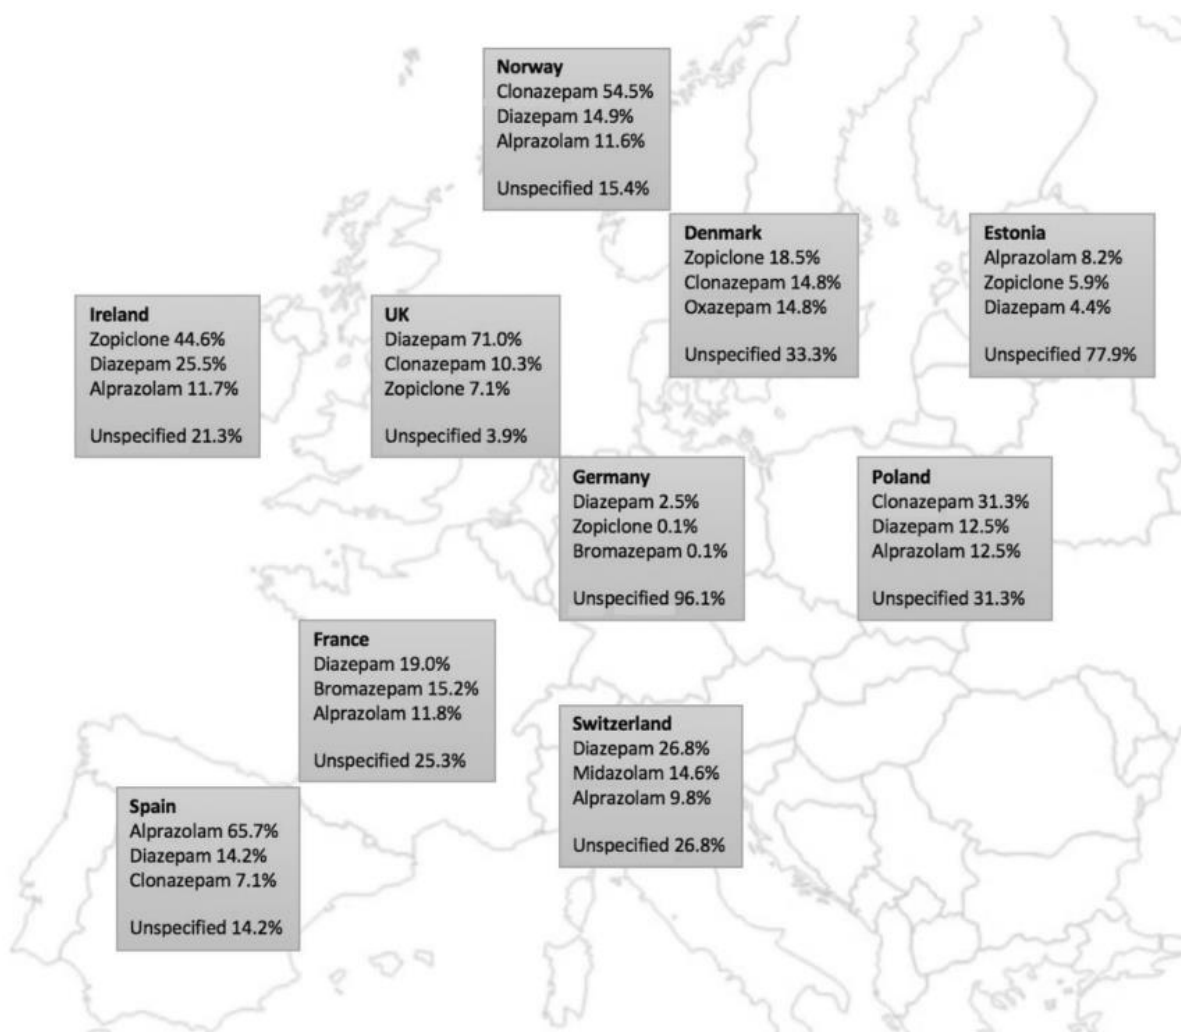 Norway
Clonazepam 54.5%
Diazepam 14.9%
Alprazolam 11.6%
Unspecified 15.4%
Denmark
Zopiclone 18.5%
Clonazepam 14.8%
Oxazepam 14.8%
Unspecified 33.3%
Estonia
Alprazolam 8.2%
Zopiclone 5.9%
Diazepam 4.4%
Unspecified 77.9%
Ireland
Zopiclone 44.6%
Diazepam 25.5%
Alprazolam 11.7%
Unspecified 21.3%
UK
Diazepam 71.0%
Clonazepam 10.3%
Zopiclone 7.1%
Unspecified 3.9%
Germany
Diazepam 2.5%
Zopiclone 0.1%
Bromazepam 0.1%
Unspecified 96.1%
Poland
Clonazepam 31.3%
Diazepam 12.5%
Alprazolam 12.5%
Unspecified 31.3%
France
Diazepam 19.0%
Bromazepam 15.2%
Alprazolam 11.8%
Unspecified 25.3%
Switzerland
Diazepam 26.8%
Midazolam 14.6%
Alprazolam 9.8%
Unspecified 26.8%
Spain
Alprazolam 65.7%
Diazepam 14.2%
Clonazepam 7.1%
Unspecified 14.2%